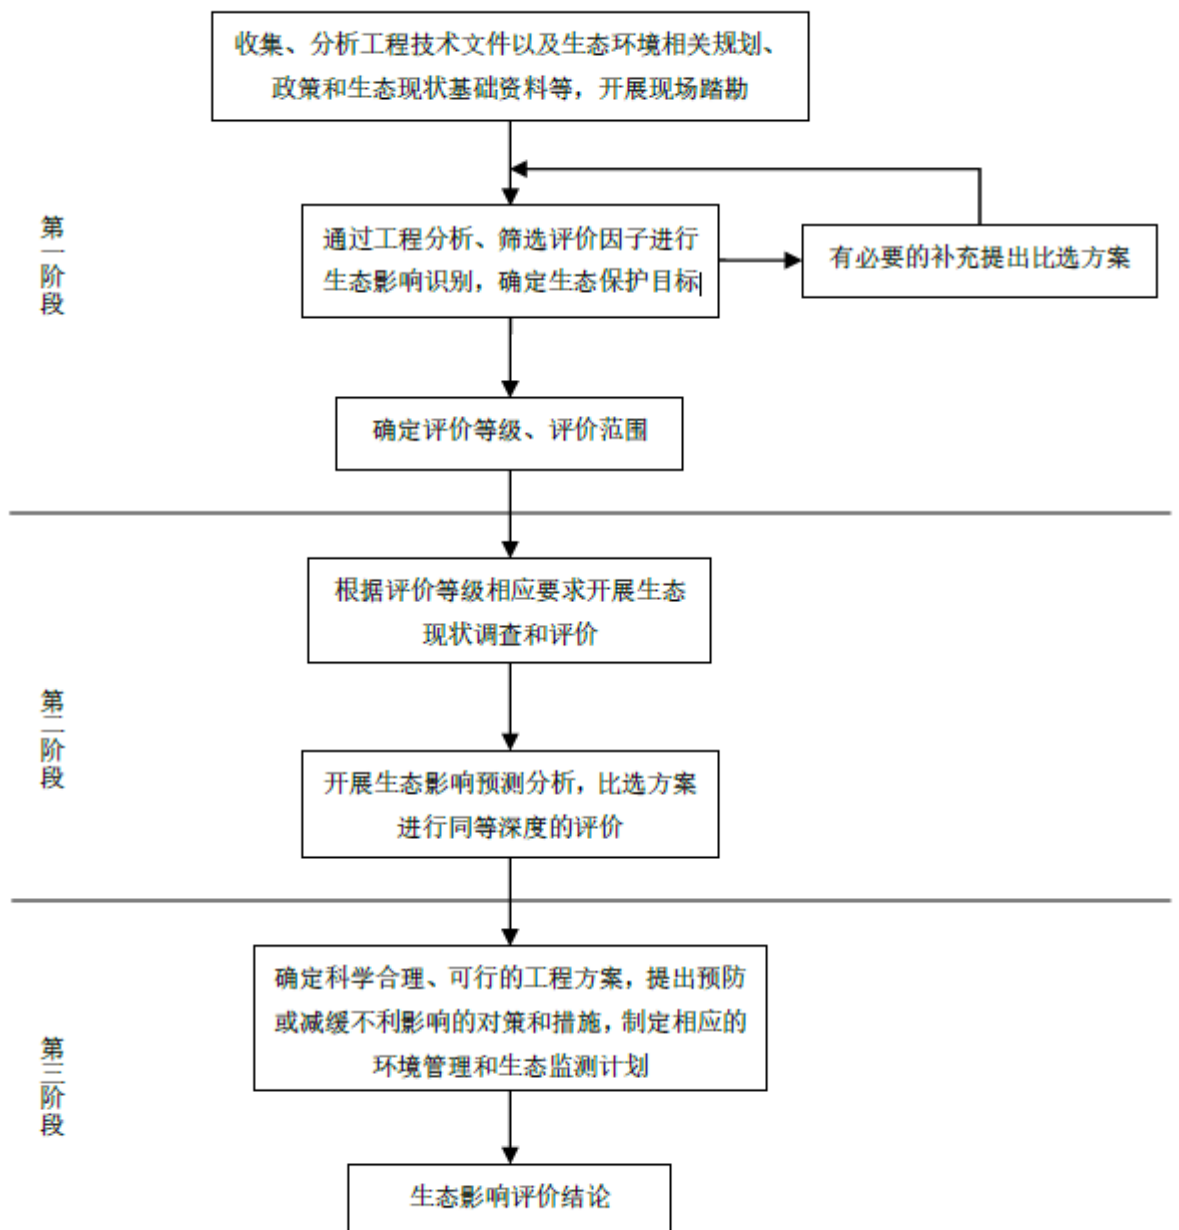 收集、分析工程技术文件以及生态环境相关规划、
政策和生态现状基础资料等，开展现场踏勘
第一阶段
通过工程分析、筛选评价因子进行
生态影响识别，确定生态保护目标
有必要的补充提出比选方案
确定评价等级、评价范围
根据评价等级相应要求开展生态
现状调查和评价
第二阶段
开展生态影响预测分析，比选方案
进行同等深度的评价
确定科学合理、可行的工程方案，提出预防
或减缓不利影响的对策和措施，制定相应的
环境管理和生态监测计划
第三阶段
生态影响评价结论